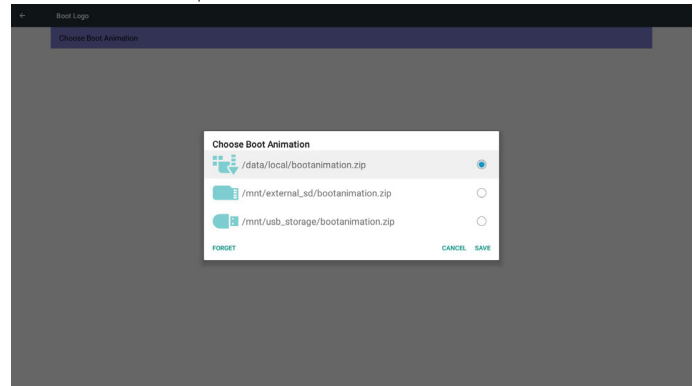 Boot Logo
Choose Boot Animation
Choose Boot Animation
/data/local/bootanimation.zip
/mnt/external_sd/bootanimation.zip
/mnt/usb_storage/bootanimation.zip
FORGET CANCEL SAVE